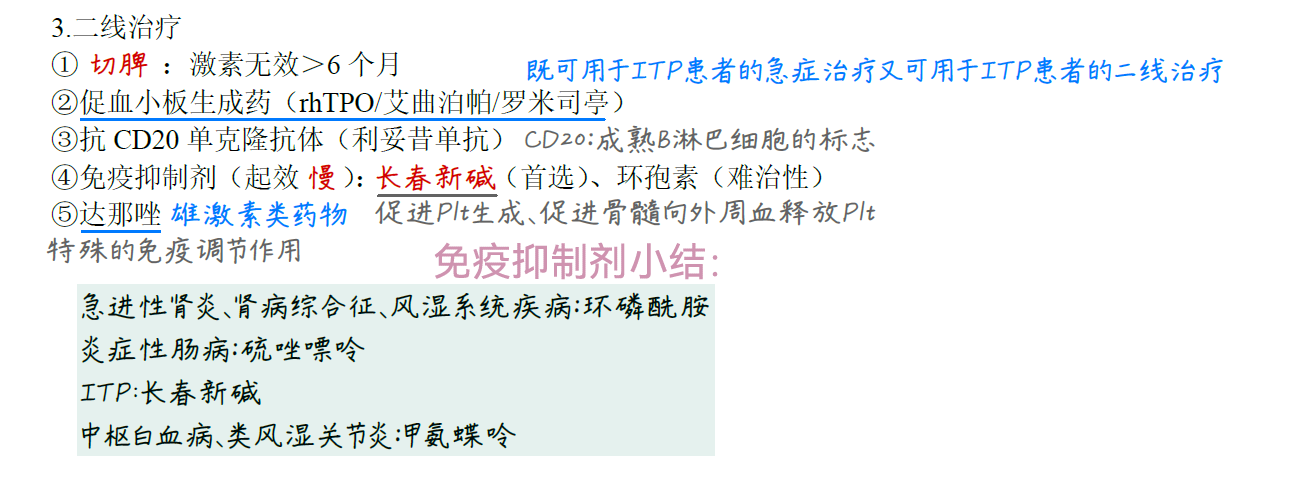 3.二线治疗
① 切脾 ：激素无效＞6 个月
既可用于ITP患者的急症治疗又可用于ITP患者的二线治疗
②促血小板生成药（rhTPO/艾曲泊帕/罗米司亭）
③抗 CD20 单克隆抗体（利妥昔单抗） CD20:成熟B淋巴细胞的标志
④免疫抑制剂（起效 慢）：长春新碱（首选）、环孢素（难治性）
⑤达那唑 雄激素类药物 促进Plt生成、促进骨髓向外周血释放Plt
特殊的免疫调节作用
免疫抑制剂小结：
急进性肾炎、肾病综合征、风湿系统疾病:环磷酰胺
炎症性肠病:硫唑嘌呤
ITP:长春新碱
中枢白血病、类风湿关节炎:甲氨蝶呤